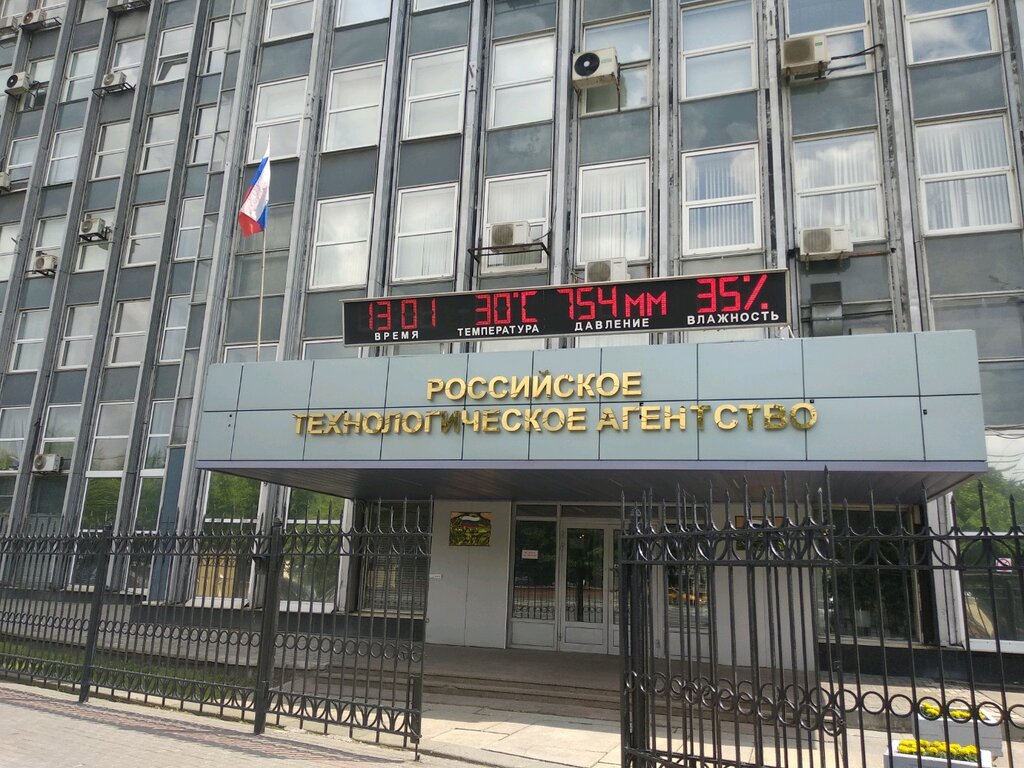 13 01 30°C 754 мм 35%
ВРЕМЯ ТЕМПЕРАТУРА ДАВЛЕНИЕ ВЛАЖНОСТЬ
РОССИЙСКОЕ
ТЕХНОЛОГИЧЕСКОЕ АГЕНТСТВО